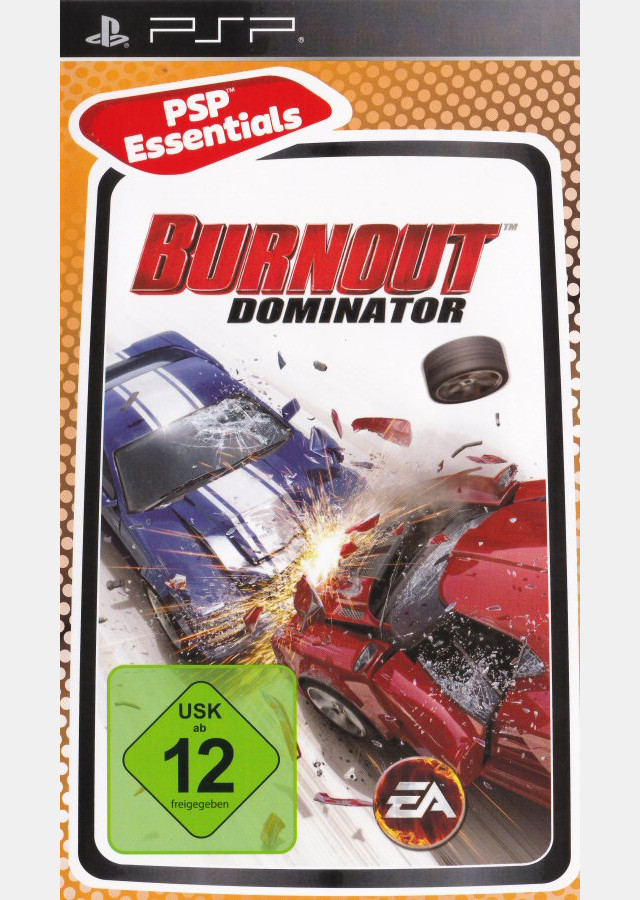 PSP
PSP™
Essentials
BURNOUT™
DOMINATOR
USK
ab
12
freigegeben
EA